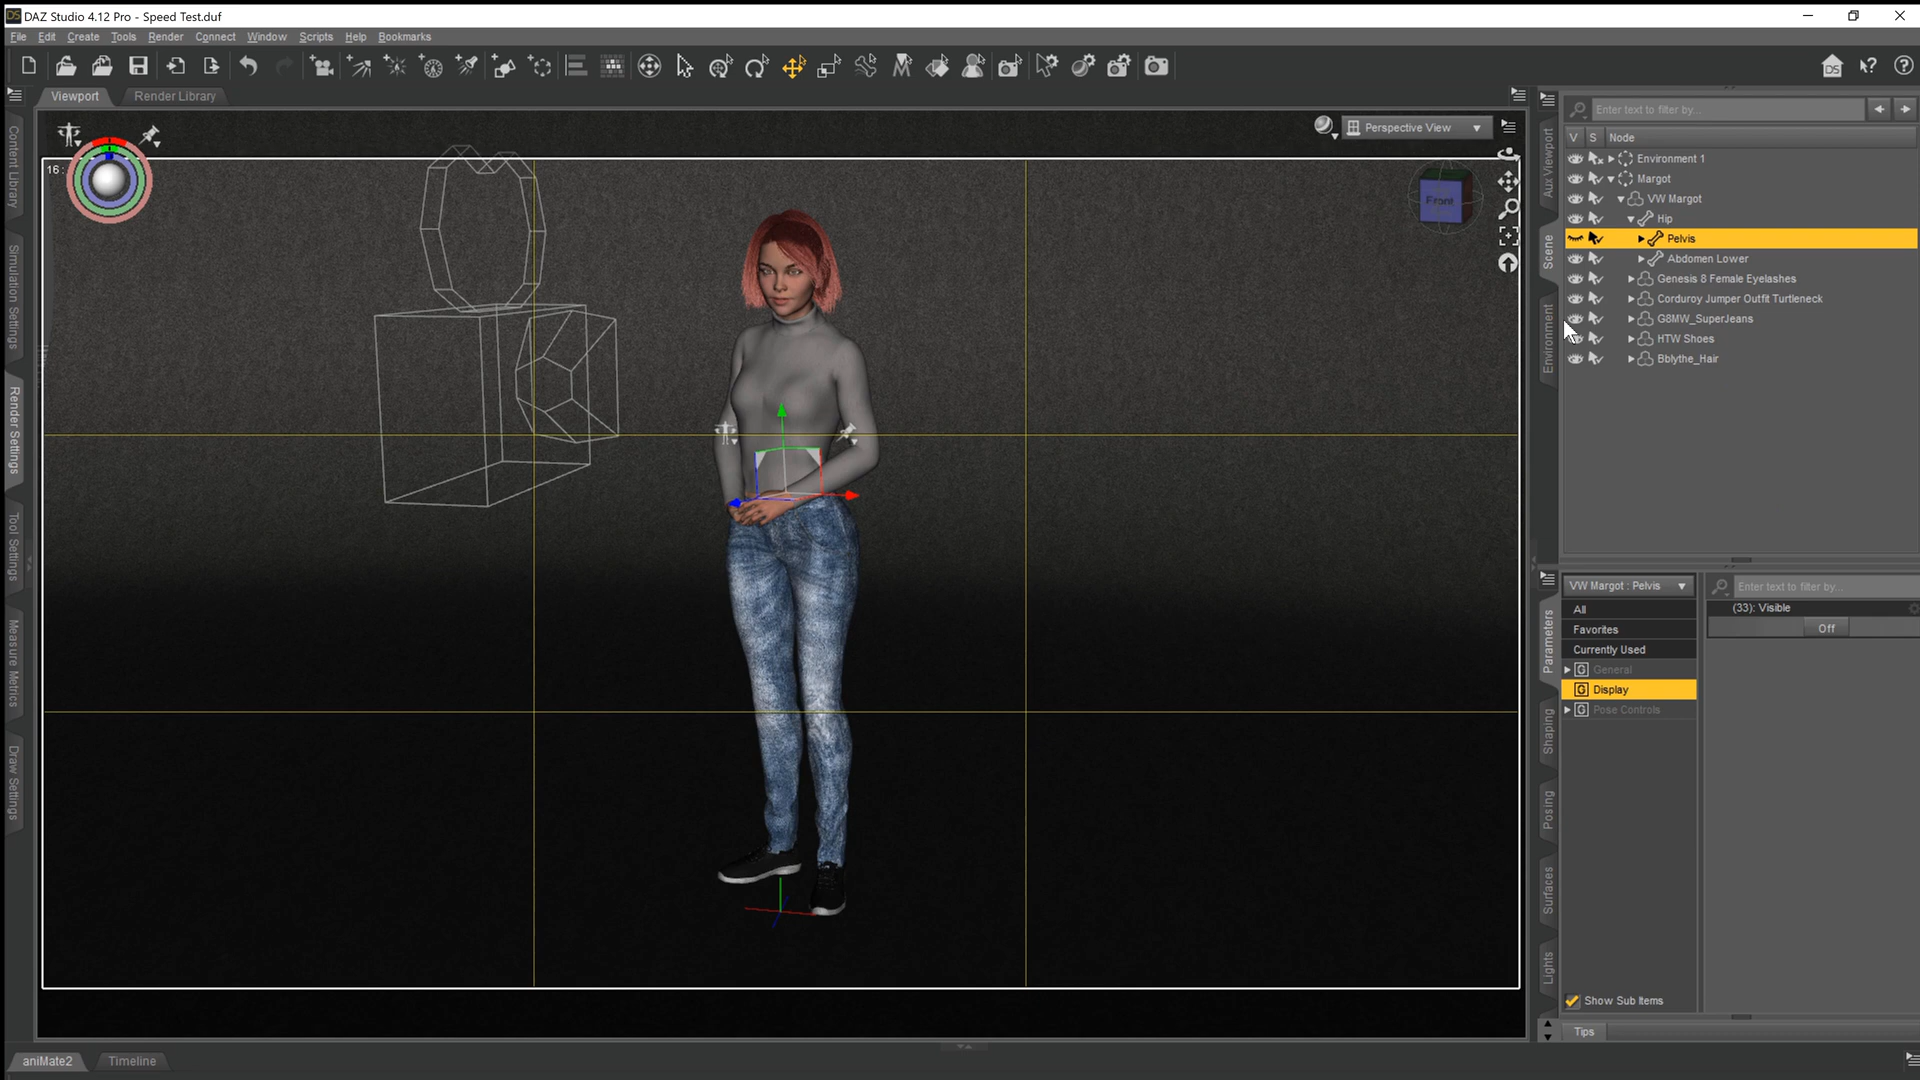 DAZ Studio 4.12 Pro - Speed Test.duf
File Edit Create Tools Render Connect Window Scripts Help Bookmarks
Viewport Render Library
Content Library
Simulation Settings
Render Settings
Tool Settings
Measure Metrics
Draw Settings
16:
Perspective View
Front
Aux Viewport
Scene
Environment
Enter text to filter by...
V S Node
Environment 1
Margot
VW Margot
Hip
Pelvis
Abdomen Lower
Genesis 8 Female Eyelashes
Corduroy Jumper Outfit Turtleneck
G8MW_SuperJeans
HTW Shoes
Bblythe_Hair
Parameters
Shaping
Posing
Surfaces
Lights
VW Margot : Pelvis
Enter text to filter by...
All
Favorites
Currently Used
G General
G Display
G Pose Controls
(33): Visible
Off
Show Sub Items
Tips
aniMate2 Timeline